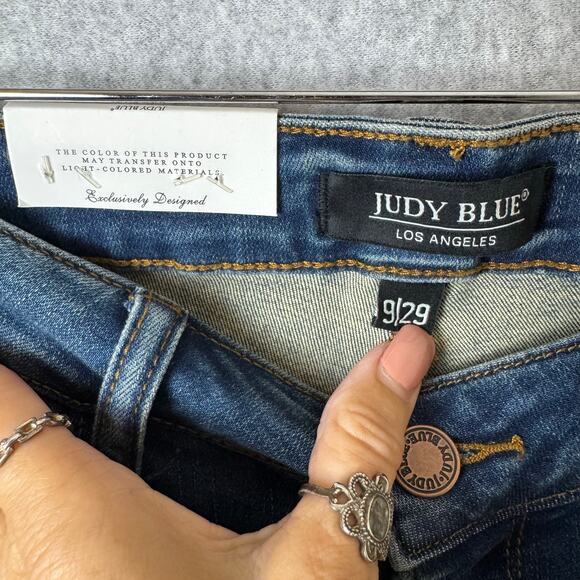 JUDY BLUE®
THE COLOR OF THIS PRODUCT
MAY TRANSFER ONTO
LIGHT-COLORED MATERIALS
Exclusively Designed
JUDY BLUE®
LOS ANGELES
9/29
JUDY BLUE